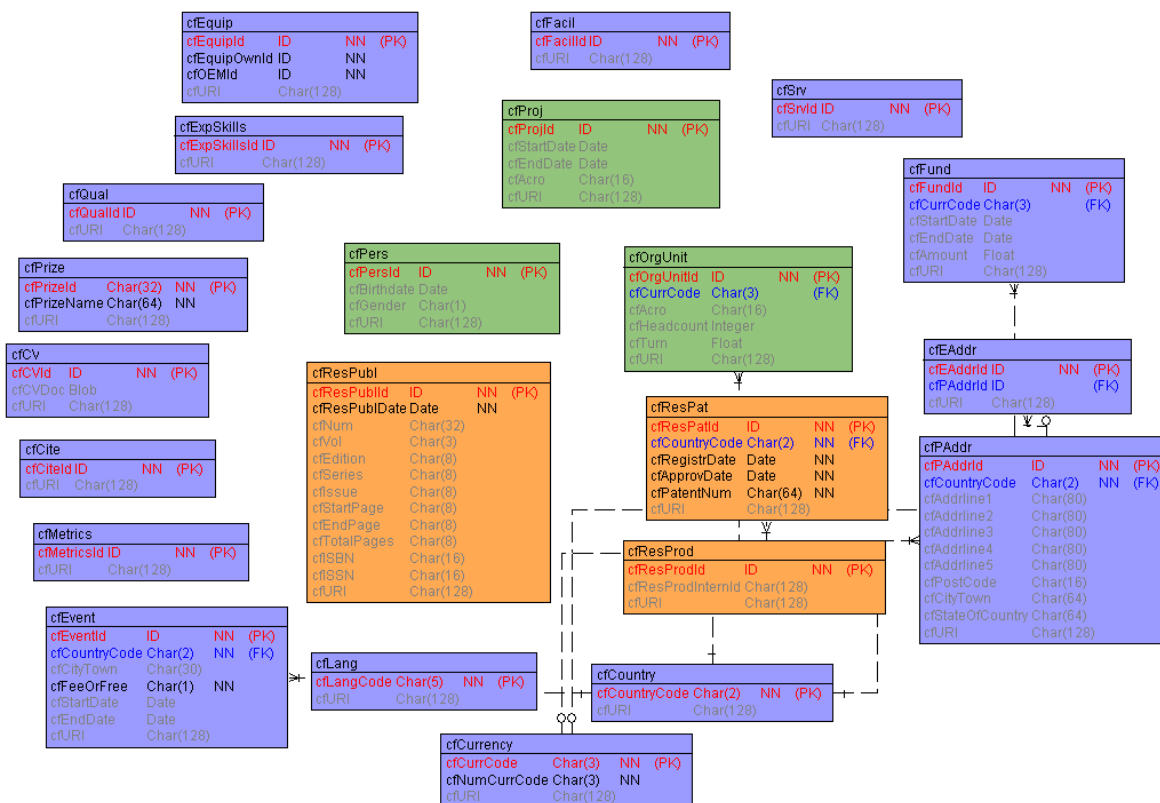 cfEquip
cfEquipId ID NN (PK)
cfEquipOwnId ID NN
cfOEMId ID NN
cfURI Char(128)
cfFacil
cfFacilId ID NN (PK)
cfURI Char(128)
cfSrv
cfSrvId ID NN (PK)
cfURI Char(128)
cfExpSkills
cfExpSkillsId ID NN (PK)
cfURI Char(128)
cfProj
cfProjId ID NN (PK)
cfStartDate Date
cfEndDate Date
cfAcro Char(16)
cfURI Char(128)
cfFund
cfFundId ID NN (PK)
cfCurrCode Char(3) (FK)
cfStartDate Date
cfEndDate Date
cfAmount Float
cfURI Char(128)
cfQual
cfQualId ID NN (PK)
cfURI Char(128)
cfPers
cfPersId ID NN (PK)
cfBirthdate Date
cfGender Char(1)
cfURI Char(128)
cfOrgUnit
cfOrgUnitId ID NN (PK)
cfCurrCode Char(3) (FK)
cfAcro Char(16)
cfHeadcount Integer
cfTurn Float
cfURI Char(128)
cfPrize
cfPrizeId Char(32) NN (PK)
cfPrizeName Char(64) NN
cfURI Char(128)
cfCV
cfCVId ID NN (PK)
cfCVDoc Blob
cfURI Char(128)
cfEAddr
cfEAddrId ID NN (PK)
cfPAddrId ID (FK)
cfURI Char(128)
cfResPubl
cfResPublId ID NN (PK)
cfResPublDate Date NN
cfNum Char(32)
cfVol Char(3)
cfEdition Char(8)
cfSeries Char(8)
cfIssue Char(8)
cfStartPage Char(8)
cfEndPage Char(8)
cfTotalPages Char(8)
cfISBN Char(16)
cfISSN Char(16)
cfURI Char(128)
cfResPat
cfResPatId ID NN (PK)
cfCountryCode Char(2) NN (FK)
cfRegistrDate Date NN
cfApprovDate Date NN
cfPatentNum Char(64) NN
cfURI Char(128)
cfPAddr
cfPAddrId ID NN (PK)
cfCountryCode Char(2) NN (FK)
cfAddrline1 Char(80)
cfAddrline2 Char(80)
cfAddrline3 Char(80)
cfAddrline4 Char(80)
cfAddrline5 Char(80)
cfPostCode Char(16)
cfCityTown Char(64)
cfStateOfCountry Char(64)
cfURI Char(128)
cfCite
cfCiteId ID NN (PK)
cfURI Char(128)
cfMetrics
cfMetricsId ID NN (PK)
cfURI Char(128)
cfResProd
cfResProdId ID NN (PK)
cfResProdInternId Char(128)
cfURI Char(128)
cfEvent
cfEventId ID NN (PK)
cfCountryCode Char(2) NN (FK)
cfCityTown Char(30)
cfFeeOrFree Char(1) NN
cfStartDate Date
cfEndDate Date
cfURI Char(128)
cfLang
cfLangCode Char(5) NN (PK)
cfURI Char(128)
cfCountry
cfCountryCode Char(2) NN (PK)
cfURI Char(128)
cfCurrency
cfCurrCode Char(3) NN (PK)
cfNumCurrCode Char(3) NN
cfURI Char(128)